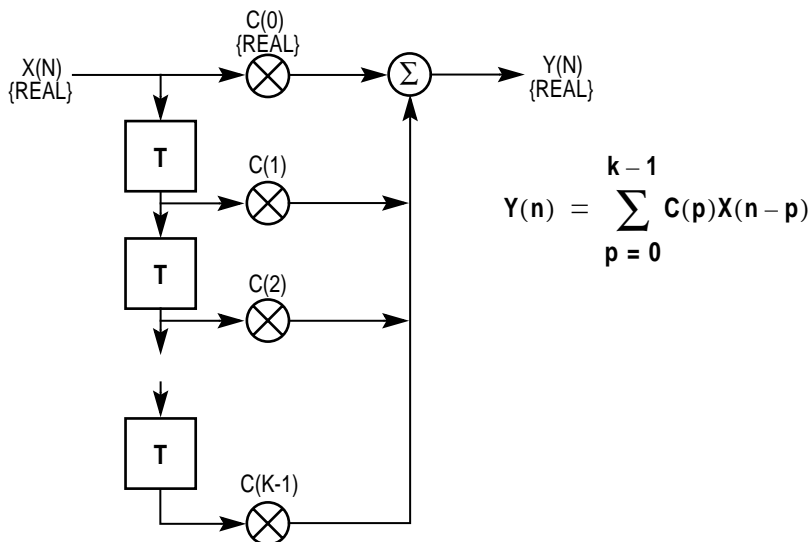 C(0)
{REAL}
X(N)
{REAL}
Σ
Y(N)
{REAL}
T
C(1)
k – 1
Y(n) = ∑ C(p)X(n – p)
p = 0
T
C(2)
T
C(K-1)